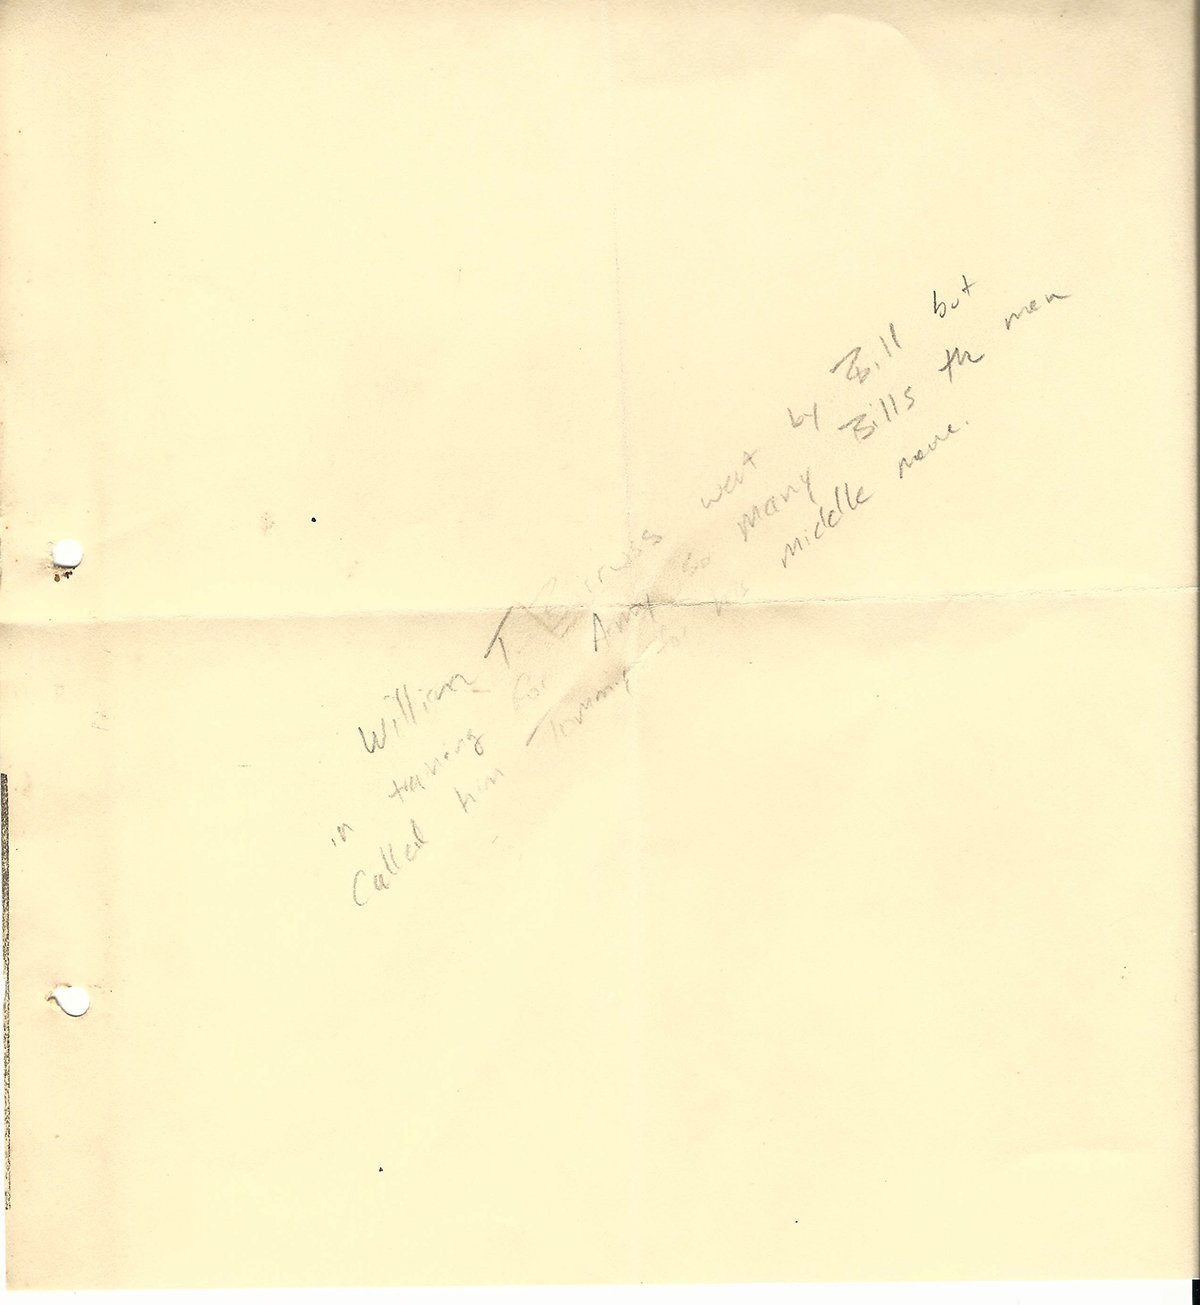 William T. Burruss went by Bill but
in training for Army so many Bills the men
Called him Tommy for his middle name.